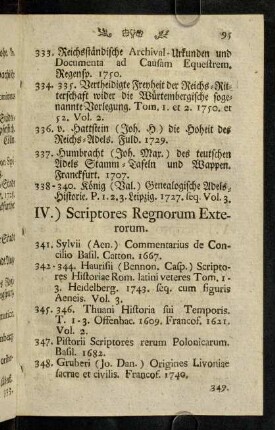 95
333. Reichsständische Archival-Urkunden und
Documenta ad Causam Equestrem.
Regensp. 1750.
334. 335. Vertheidigte Freyheit der Reichs-Rit-
terschaft wider die Würtembergische soge-
nannte Vorlegung. Tom. 1. et 2. 1750. et
52. Vol. 2.
336. v. Hattstein (Joh. H.) die Hoheit des
Reichs-Adels. Fuld. 1729.
337. Humbracht (Joh. Max.) des teutschen
Adels Stamm-Tafeln und Wappen.
Franckfurt. 1707.
338-340. König (Val.) Genealogische Adels-
Historie. P. 1.2.3. Leipzig. 1727. seq. Vol. 3.
IV.) Scriptores Regnorum Exte-
rorum.
341. Sylvii (Aen.) Commentarius de Con-
cilio Basil. Catton. 1667.
342-344. Haurisii (Bennon. Casp.) Scripto-
res Historiae Rom. latini veteres Tom. 1-
3. Heidelberg. 1743. seq. cum figuris
Aeneis. Vol. 3.
345. 346. Thuani Historia sui Temporis.
T. 1-3. Offenbac. 1609. Francof. 1621.
Vol. 2.
347. Pistorii Scriptores rerum Polonicarum.
Basil. 1682.
348. Gruberi (Jo. Dan.) Origines Livoniae
sacrae et civilis. Francof. 1740.
349.